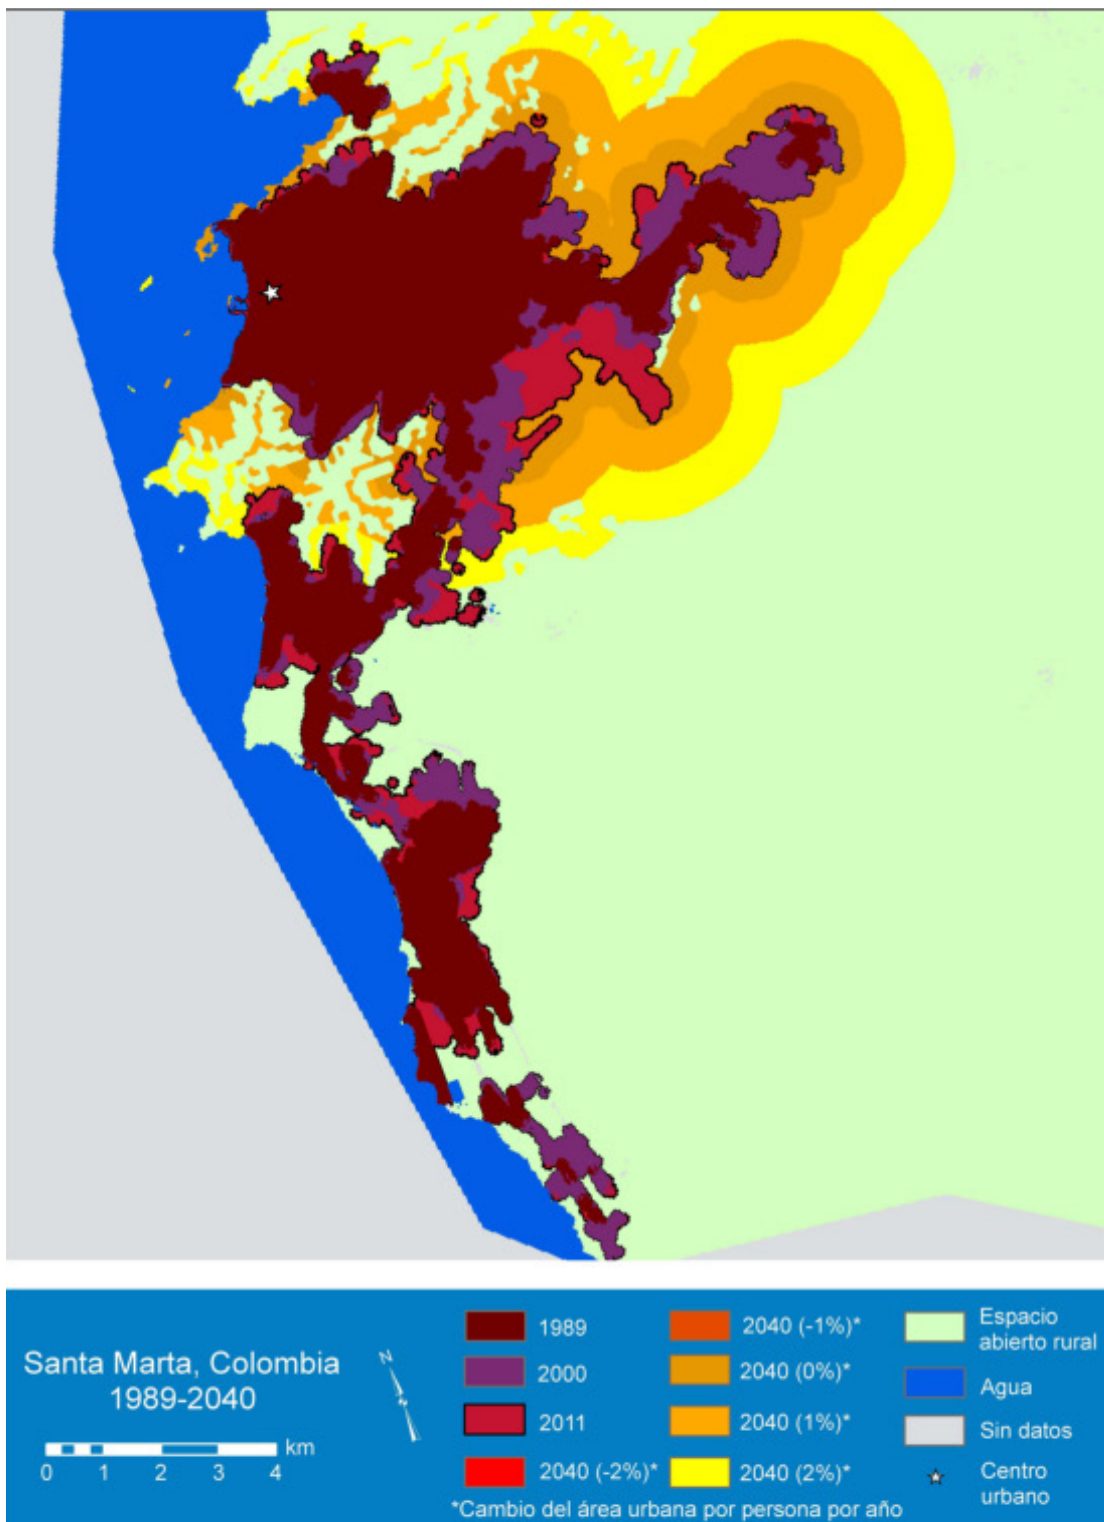 Santa Marta, Colombia
1989-2040
N
km
0 1 2 3 4
1989
2000
2011
2040 (-2%)*
2040 (-1%)*
2040 (0%)*
2040 (1%)*
2040 (2%)*
*Cambio del área urbana por persona por año
Espacio
abierto rural
Agua
Sin datos
Centro
urbano